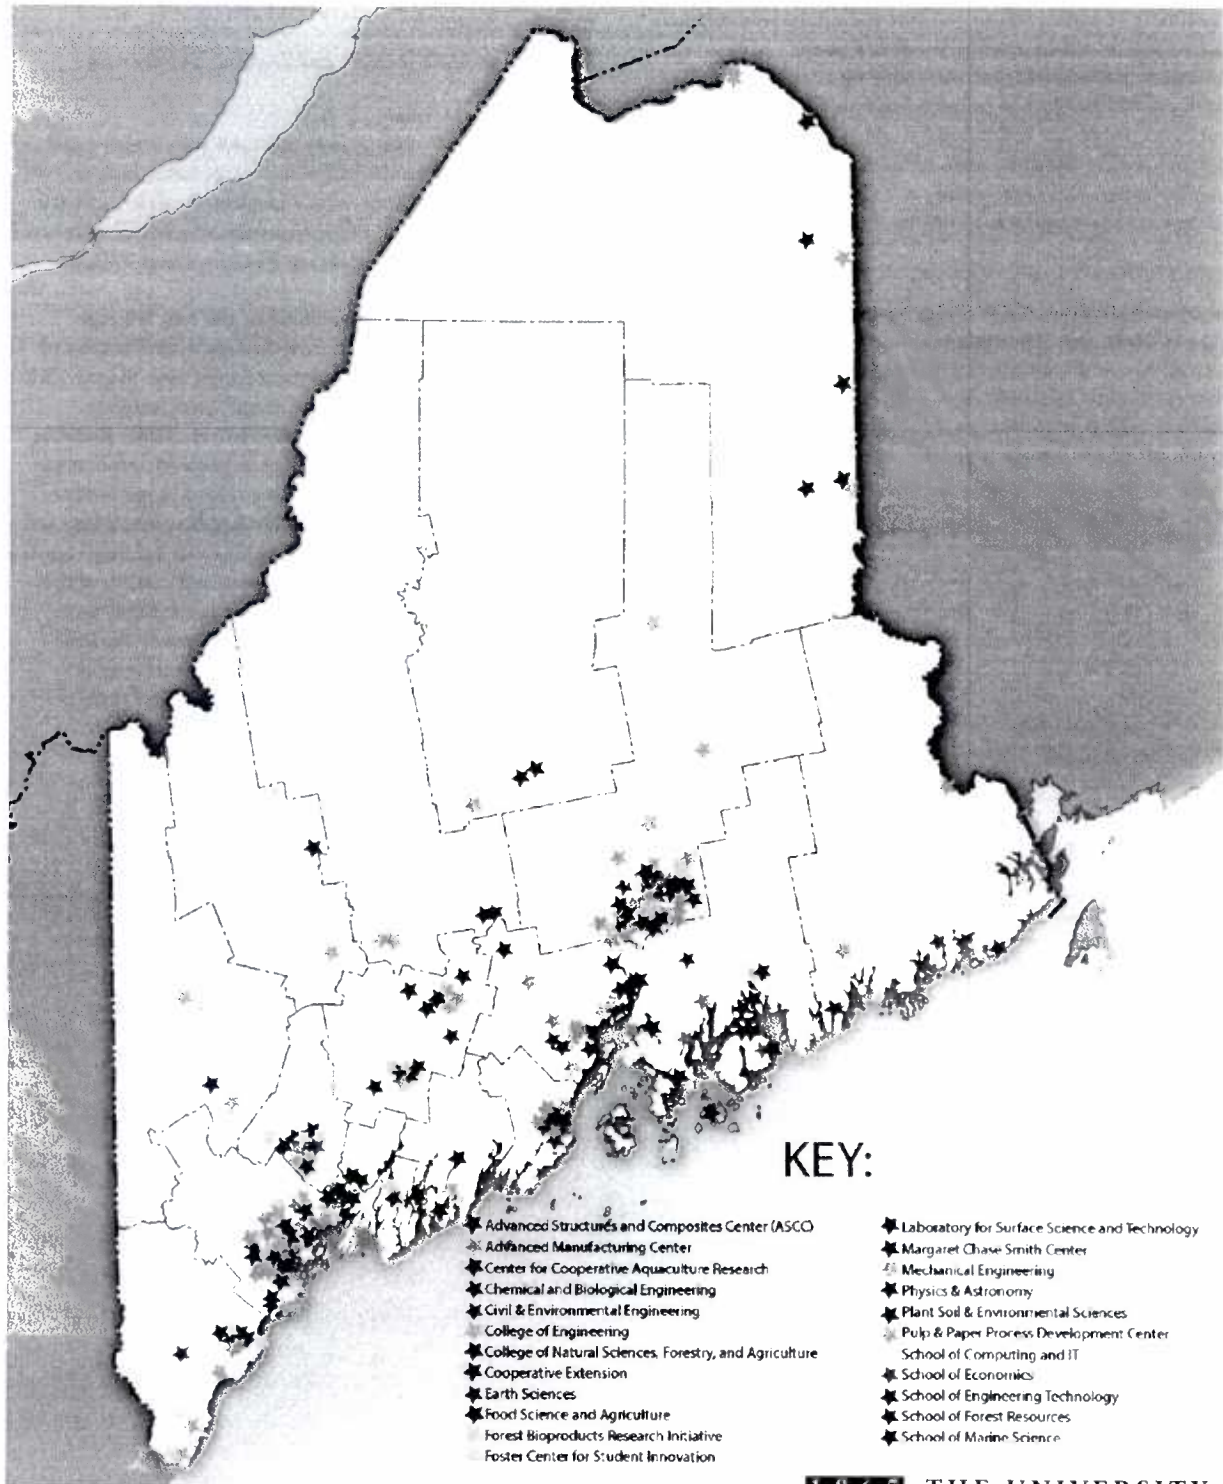 KEY:
Advanced Structures and Composites Center (ASCC)
Advanced Manufacturing Center
Center for Cooperative Aquaculture Research
Chemical and Biological Engineering
Civil & Environmental Engineering
College of Engineering
College of Natural Sciences, Forestry, and Agriculture
Cooperative Extension
Earth Sciences
Food Science and Agriculture
Forest Bioproducts Research Initiative
Foster Center for Student Innovation
Laboratory for Surface Science and Technology
Margaret Chase Smith Center
Mechanical Engineering
Physics & Astronomy
Plant Soil & Environmental Sciences
Pulp & Paper Process Development Center
School of Computing and IT
School of Economics
School of Engineering Technology
School of Forest Resources
School of Marine Science
THE UNIVERSITY